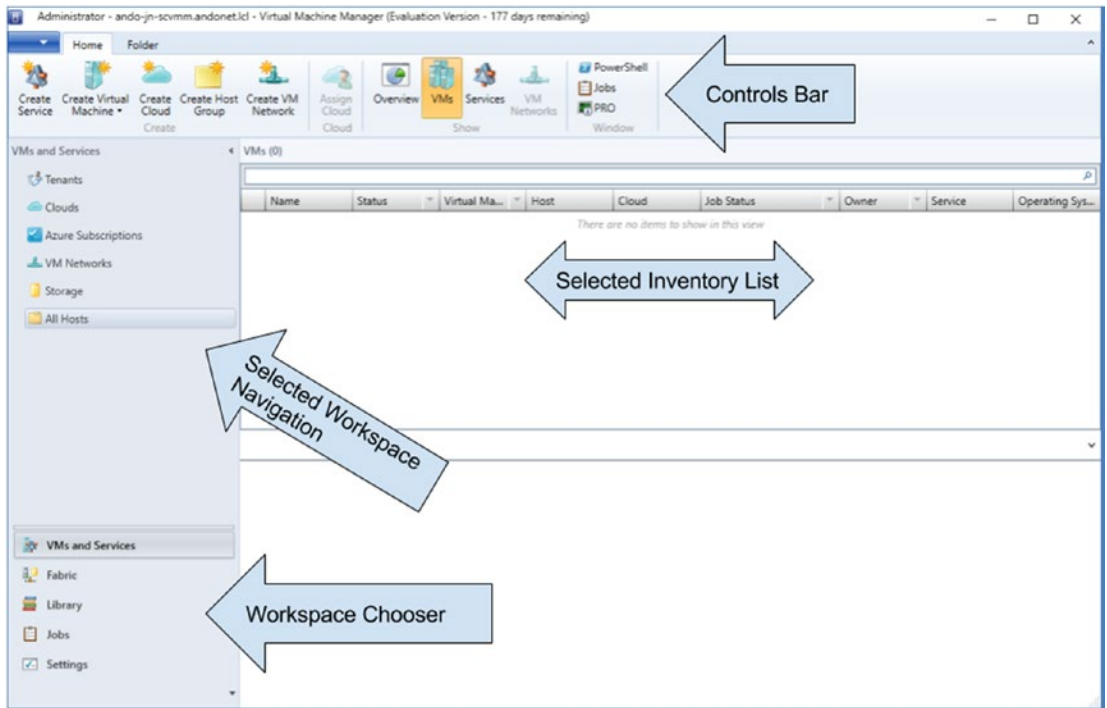 Administrator - ando-jn-scvmm.andonet.lcl - Virtual Machine Manager (Evaluation Version - 177 days remaining)
Home Folder
Create Service
Create Virtual Machine
Create Cloud
Create Host Group
Create VM Network
Assign Cloud
Overview
VMs
Services
VM Networks
PowerShell
Jobs
PRO
Create Cloud Show Window
Controls Bar
VMs and Services
VMs (0)
Tenants
Clouds
Azure Subscriptions
VM Networks
Storage
All Hosts
Name Status Virtual Ma... Host Cloud Job Status Owner Service Operating Sys...
There are no items to show in this view
Selected Inventory List
Selected Workspace
Navigation
VMs and Services
Fabric
Library
Jobs
Settings
Workspace Chooser